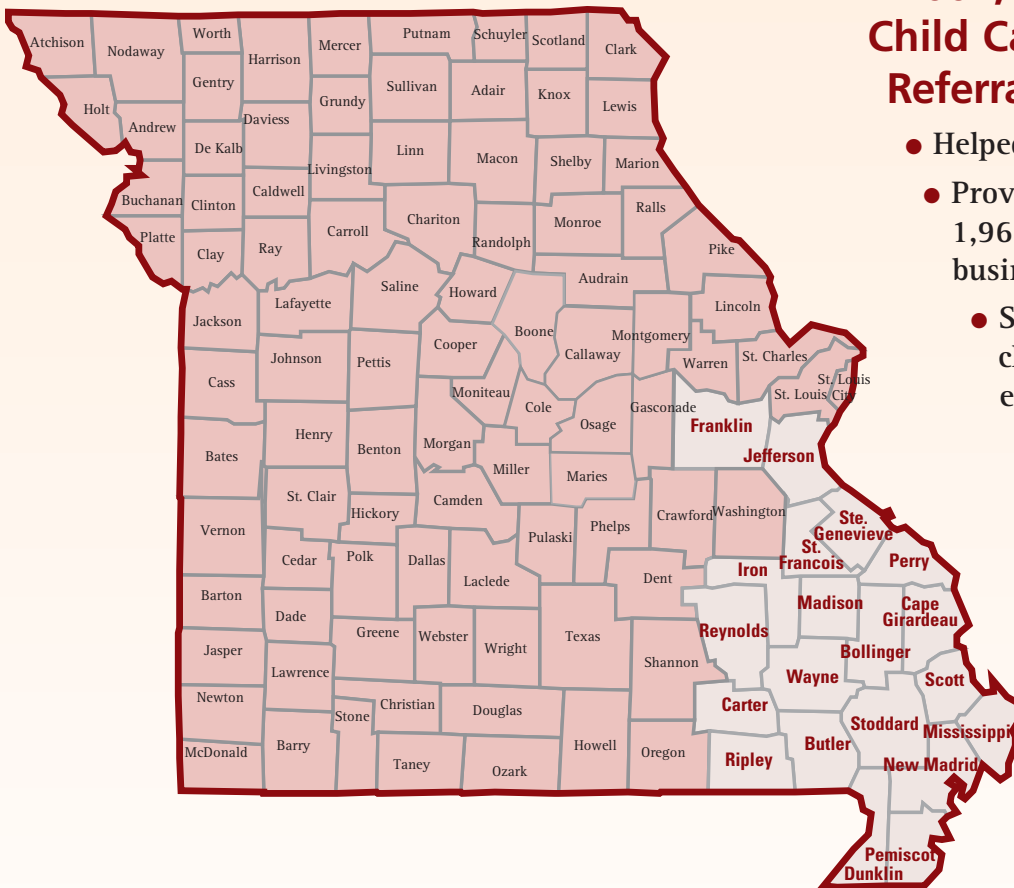 Child Ca
Referra
Helped
Prov
1,96
busin
S
cl
e
Atchison
Nodaway
Worth
Harrison
Mercer
Putnam
Schuyler
Scotland
Clark
Gentry
Sullivan
Adair
Knox
Lewis
Holt
Andrew
Daviess
Grundy
De Kalb
Livingston
Linn
Macon
Shelby
Marion
Buchanan
Clinton
Caldwell
Chariton
Monroe
Ralls
Platte
Clay
Ray
Carroll
Randolph
Audrain
Pike
Jackson
Lafayette
Saline
Howard
Boone
Callaway
Montgomery
Lincoln
Cass
Johnson
Pettis
Cooper
Moniteau
Cole
Osage
Gasconade
Warren
St. Charles
St. Louis
St. Louis
City
Franklin
Jefferson
Bates
Henry
Benton
Morgan
Miller
Maries
St. Clair
Hickory
Camden
Vernon
Cedar
Polk
Dallas
Laclede
Pulaski
Phelps
Crawford
Washington
Ste.
Genevieve
St.
Francois
Perry
Iron
Dent
Barton
Dade
Greene
Webster
Wright
Texas
Reynolds
Madison
Cape
Girardeau
Bollinger
Jasper
Lawrence
Shannon
Wayne
Scott
Newton
Stone
Christian
Douglas
Carter
Stoddard
Mississippi
McDonald
Barry
Taney
Ozark
Howell
Oregon
Ripley
Butler
New Madrid
Pemiscot
Dunklin